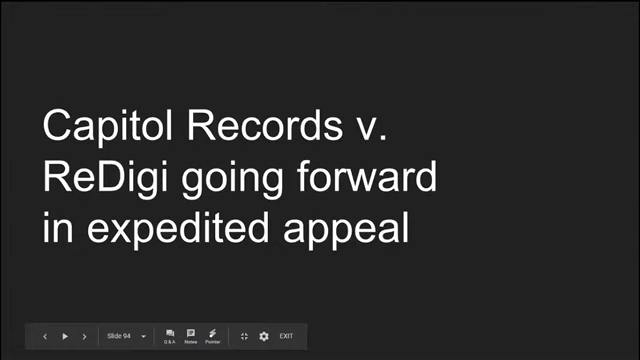 Capitol Records v.
ReDigi going forward
in expedited appeal
Slide 94
Q & A
Notes
Pointer
EXIT